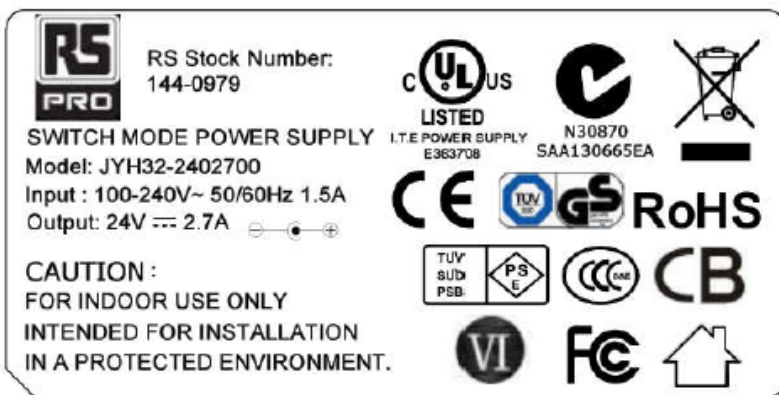 RS
PRO
RS Stock Number:
144-0979
SWITCH MODE POWER SUPPLY
Model: JYH32-2402700
Input : 100-240V~ 50/60Hz 1.5A
Output: 24V ⎓ 2.7A
CAUTION :
FOR INDOOR USE ONLY
INTENDED FOR INSTALLATION
IN A PROTECTED ENVIRONMENT.
C UL US
LISTED
I.T.E POWER SUPPLY
E363708
N30870
SAA130665EA
CE
TUV
GS
RoHS
TUV
SUD
PSB
PS
E
CCC
CB
VI
FC